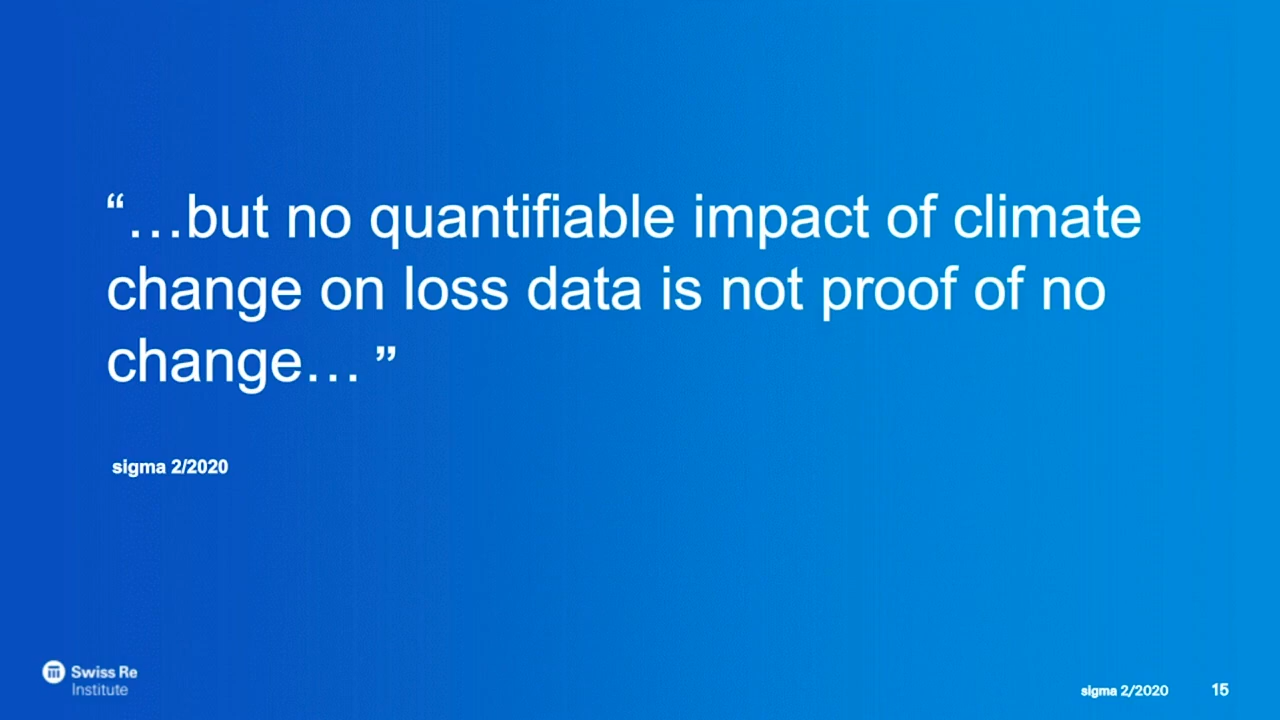 “…but no quantifiable impact of climate
change on loss data is not proof of no
change… ”
sigma 2/2020
Swiss Re
Institute
sigma 2/2020
15